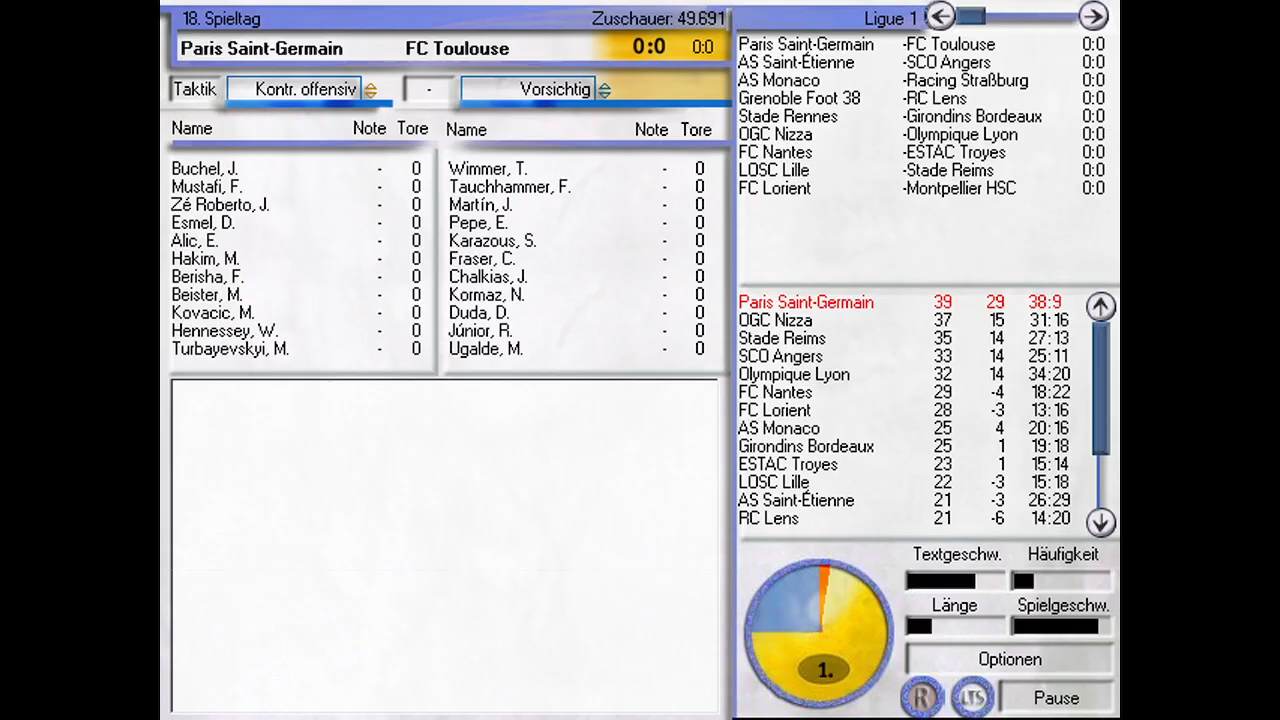 18. Spieltag Zuschauer: 49.691
Paris Saint-Germain FC Toulouse 0:0 0:0
Taktik Kontr. offensiv - Vorsichtig
Name Note Tore Name Note Tore
Buchel, J. - 0 Wimmer, T. - 0
Mustafi, F. - 0 Tauchhammer, F. - 0
Zé Roberto, J. - 0 Martín, J. - 0
Esmel, D. - 0 Pepe, E. - 0
Alic, E. - 0 Karazous, S. - 0
Hakim, M. - 0 Fraser, C. - 0
Berisha, F. - 0 Chalkias, J. - 0
Beister, M. - 0 Kormaz, N. - 0
Kovacic, M. - 0 Duda, D. - 0
Hennessey, W. - 0 Júnior, R. - 0
Turbayevskyi, M. - 0 Ugalde, M. - 0
Ligue 1
Paris Saint-Germain -FC Toulouse 0:0
AS Saint-Étienne -SCO Angers 0:0
AS Monaco -Racing Straßburg 0:0
Grenoble Foot 38 -RC Lens 0:0
Stade Rennes -Girondins Bordeaux 0:0
OGC Nizza -Olympique Lyon 0:0
FC Nantes -ESTAC Troyes 0:0
LOSC Lille -Stade Reims 0:0
FC Lorient -Montpellier HSC 0:0
Paris Saint-Germain 39 29 38:9
OGC Nizza 37 15 31:16
Stade Reims 35 14 27:13
SCO Angers 33 14 25:11
Olympique Lyon 32 14 34:20
FC Nantes 29 -4 18:22
FC Lorient 28 -3 13:16
AS Monaco 25 4 20:16
Girondins Bordeaux 25 1 19:18
ESTAC Troyes 23 1 15:14
LOSC Lille 22 -3 15:18
AS Saint-Étienne 21 -3 26:29
RC Lens 21 -6 14:20
Textgeschw. Häufigkeit
Länge Spielgeschw.
1.
Optionen
R LTS Pause